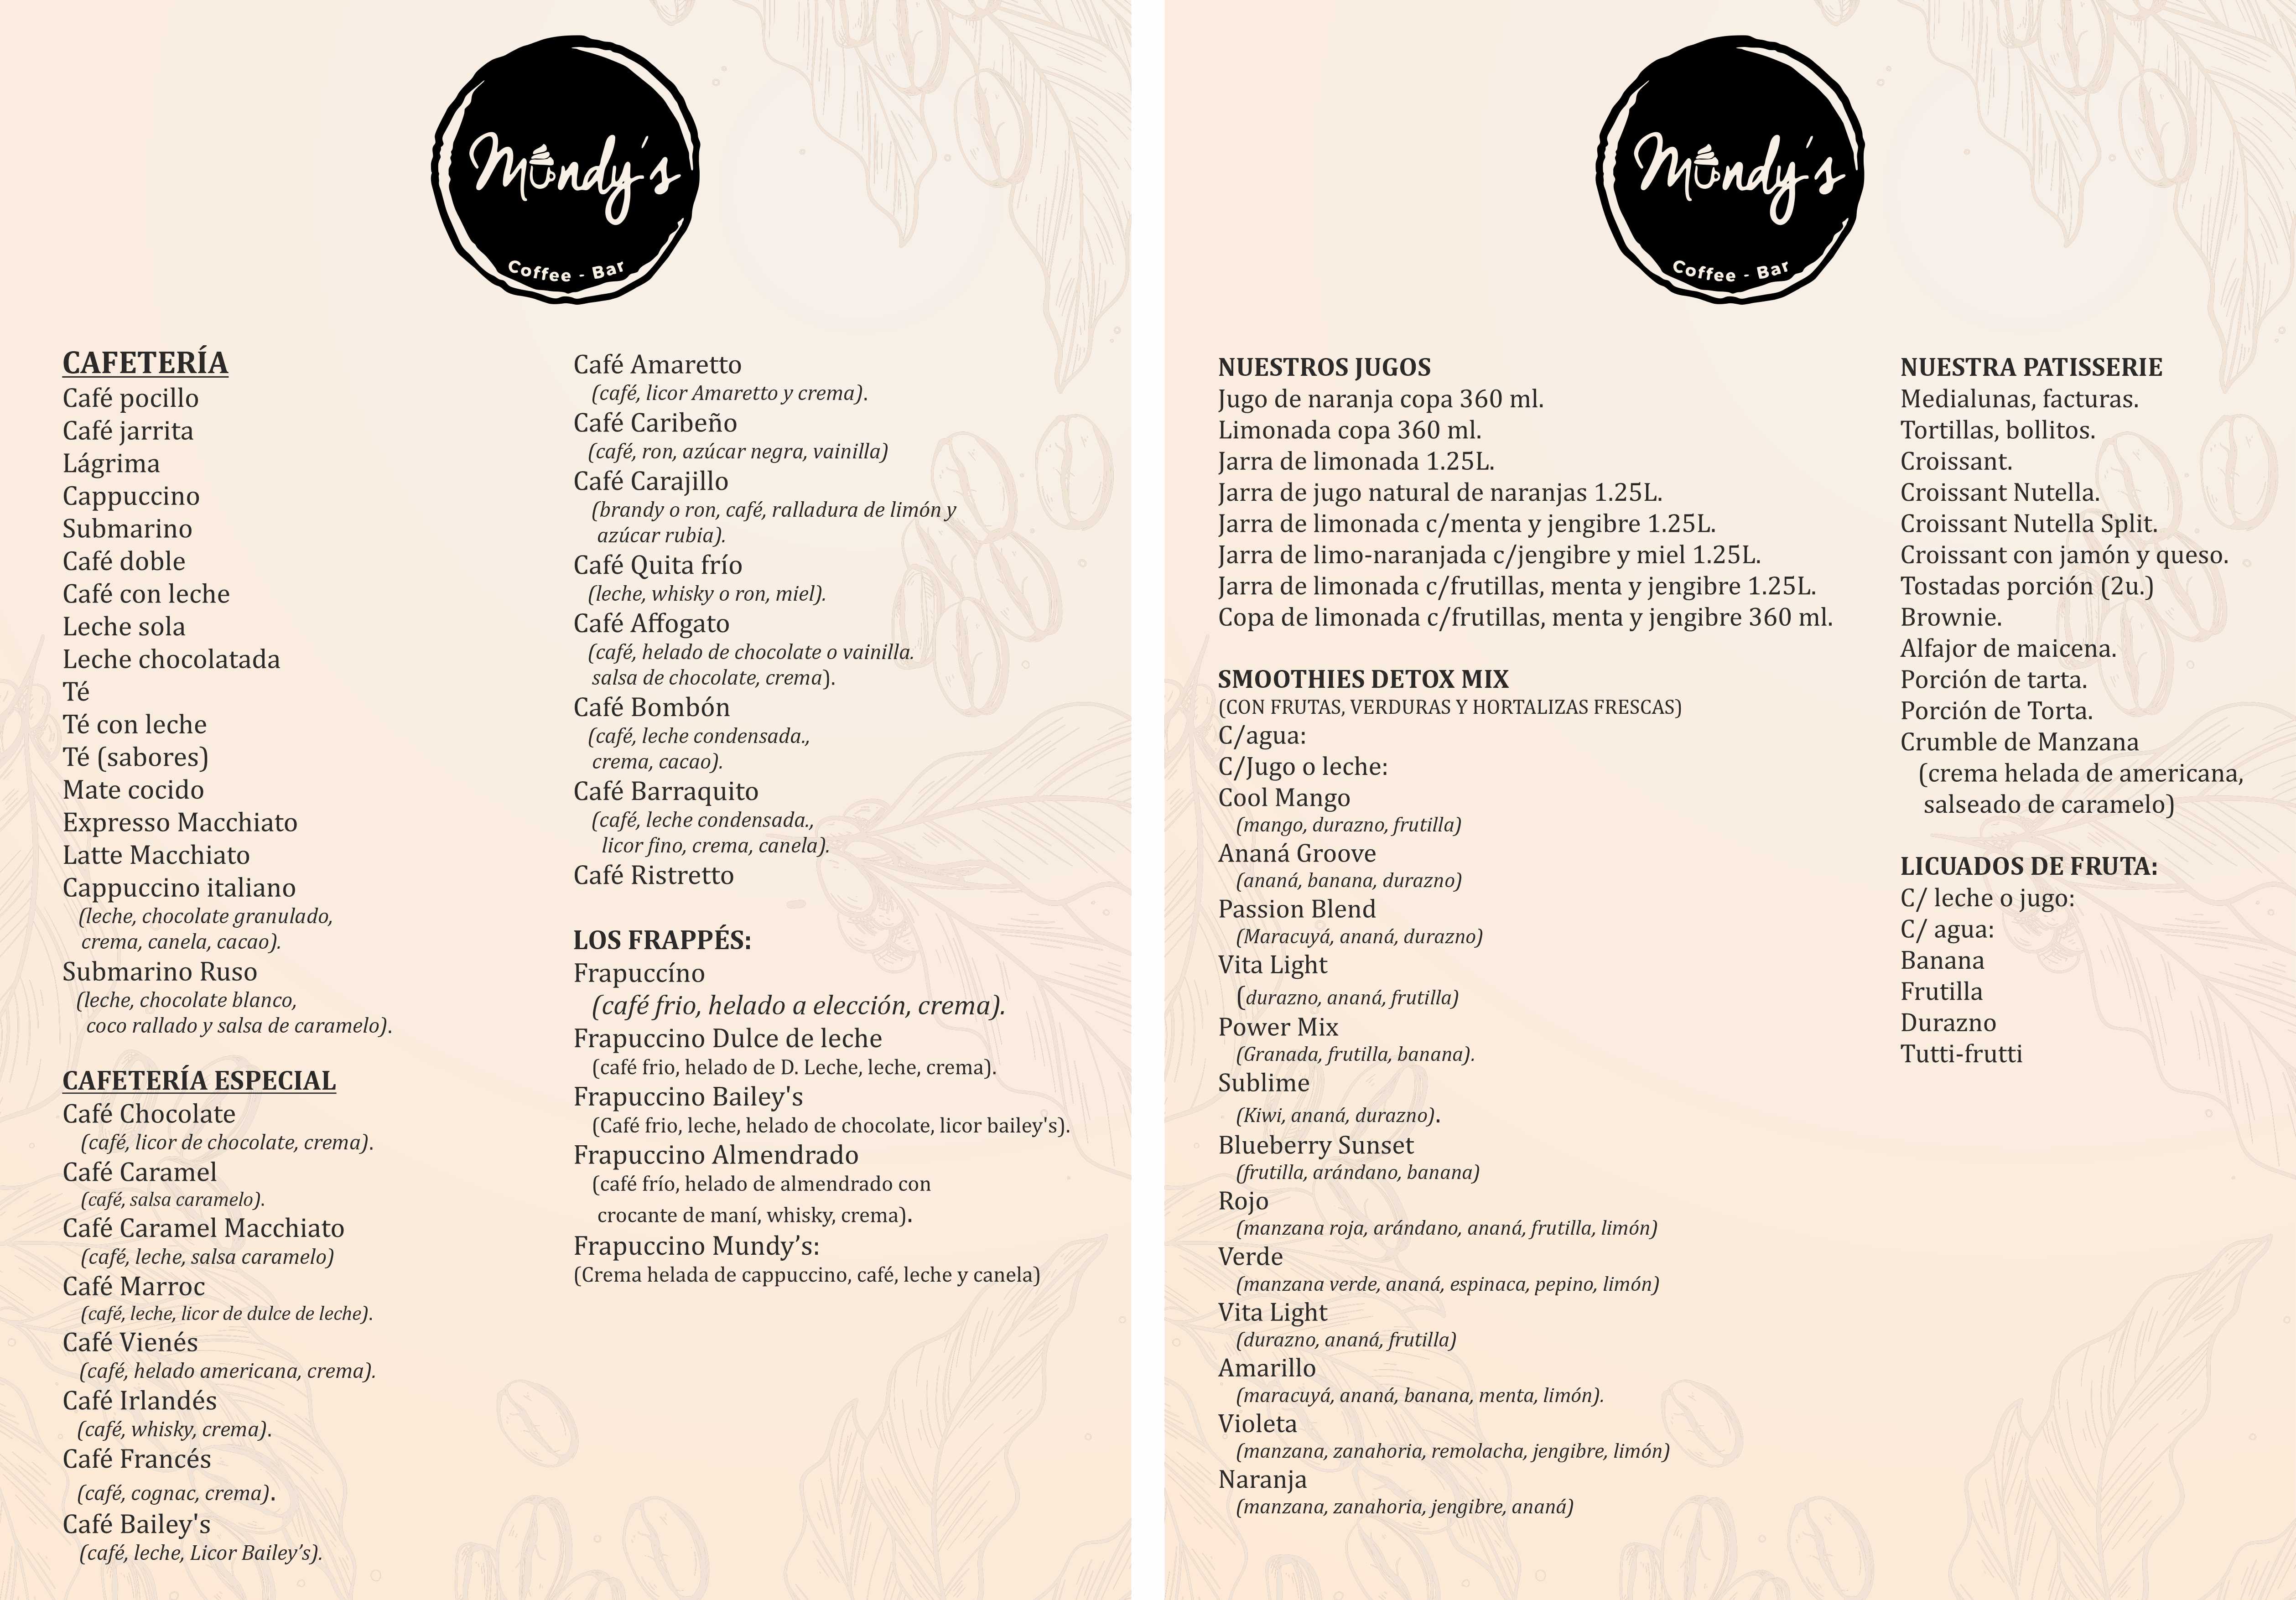 Mundy's
Coffee - Bar
CAFETERÍA
Café pocillo
Café jarrita
Lágrima
Cappuccino
Submarino
Café doble
Café con leche
Leche sola
Leche chocolatada
Té
Té con leche
Té (sabores)
Mate cocido
Expresso Macchiato
Latte Macchiato
Cappuccino italiano
(leche, chocolate granulado,
crema, canela, cacao).
Submarino Ruso
(leche, chocolate blanco,
coco rallado y salsa de caramelo).
CAFETERÍA ESPECIAL
Café Chocolate
(café, licor de chocolate, crema).
Café Caramel
(café, salsa caramelo).
Café Caramel Macchiato
(café, leche, salsa caramelo)
Café Marroc
(café, leche, licor de dulce de leche).
Café Vienés
(café, helado americana, crema).
Café Irlandés
(café, whisky, crema).
Café Francés
(café, cognac, crema).
Café Bailey's
(café, leche, Licor Bailey’s).
Café Amaretto
(café, licor Amaretto y crema).
Café Caribeño
(café, ron, azúcar negra, vainilla)
Café Carajillo
(brandy o ron, café, ralladura de limón y
azúcar rubia).
Café Quita frío
(leche, whisky o ron, miel).
Café Affogato
(café, helado de chocolate o vainilla.
salsa de chocolate, crema).
Café Bombón
(café, leche condensada.,
crema, cacao).
Café Barraquito
(café, leche condensada.,
licor fino, crema, canela).
Café Ristretto
LOS FRAPPÉS:
Frapuccíno
(café frio, helado a elección, crema).
Frapuccino Dulce de leche
(café frio, helado de D. Leche, leche, crema).
Frapuccino Bailey's
(Café frio, leche, helado de chocolate, licor bailey's).
Frapuccino Almendrado
(café frío, helado de almendrado con
crocante de maní, whisky, crema).
Frapuccino Mundy’s:
(Crema helada de cappuccino, café, leche y canela)
Mundy's
Coffee - Bar
NUESTROS JUGOS
Jugo de naranja copa 360 ml.
Limonada copa 360 ml.
Jarra de limonada 1.25L.
Jarra de jugo natural de naranjas 1.25L.
Jarra de limonada c/menta y jengibre 1.25L.
Jarra de limo-naranjada c/jengibre y miel 1.25L.
Jarra de limonada c/frutillas, menta y jengibre 1.25L.
Copa de limonada c/frutillas, menta y jengibre 360 ml.
SMOOTHIES DETOX MIX
(CON FRUTAS, VERDURAS Y HORTALIZAS FRESCAS)
C/agua:
C/Jugo o leche:
Cool Mango
(mango, durazno, frutilla)
Ananá Groove
(ananá, banana, durazno)
Passion Blend
(Maracuyá, ananá, durazno)
Vita Light
(durazno, ananá, frutilla)
Power Mix
(Granada, frutilla, banana).
Sublime
(Kiwi, ananá, durazno).
Blueberry Sunset
(frutilla, arándano, banana)
Rojo
(manzana roja, arándano, ananá, frutilla, limón)
Verde
(manzana verde, ananá, espinaca, pepino, limón)
Vita Light
(durazno, ananá, frutilla)
Amarillo
(maracuyá, ananá, banana, menta, limón).
Violeta
(manzana, zanahoria, remolacha, jengibre, limón)
Naranja
(manzana, zanahoria, jengibre, ananá)
NUESTRA PATISSERIE
Medialunas, facturas.
Tortillas, bollitos.
Croissant.
Croissant Nutella.
Croissant Nutella Split.
Croissant con jamón y queso.
Tostadas porción (2u.)
Brownie.
Alfajor de maicena.
Porción de tarta.
Porción de Torta.
Crumble de Manzana
(crema helada de americana,
salseado de caramelo)
LICUADOS DE FRUTA:
C/ leche o jugo:
C/ agua:
Banana
Frutilla
Durazno
Tutti-frutti